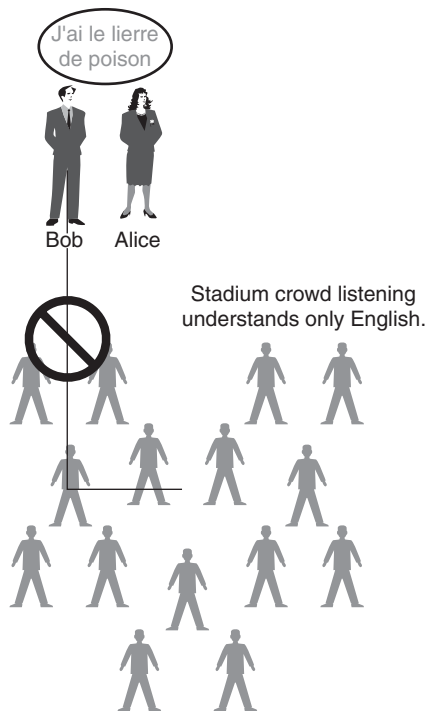 J'ai le lierre
de poison
Bob Alice
Stadium crowd listening
understands only English.